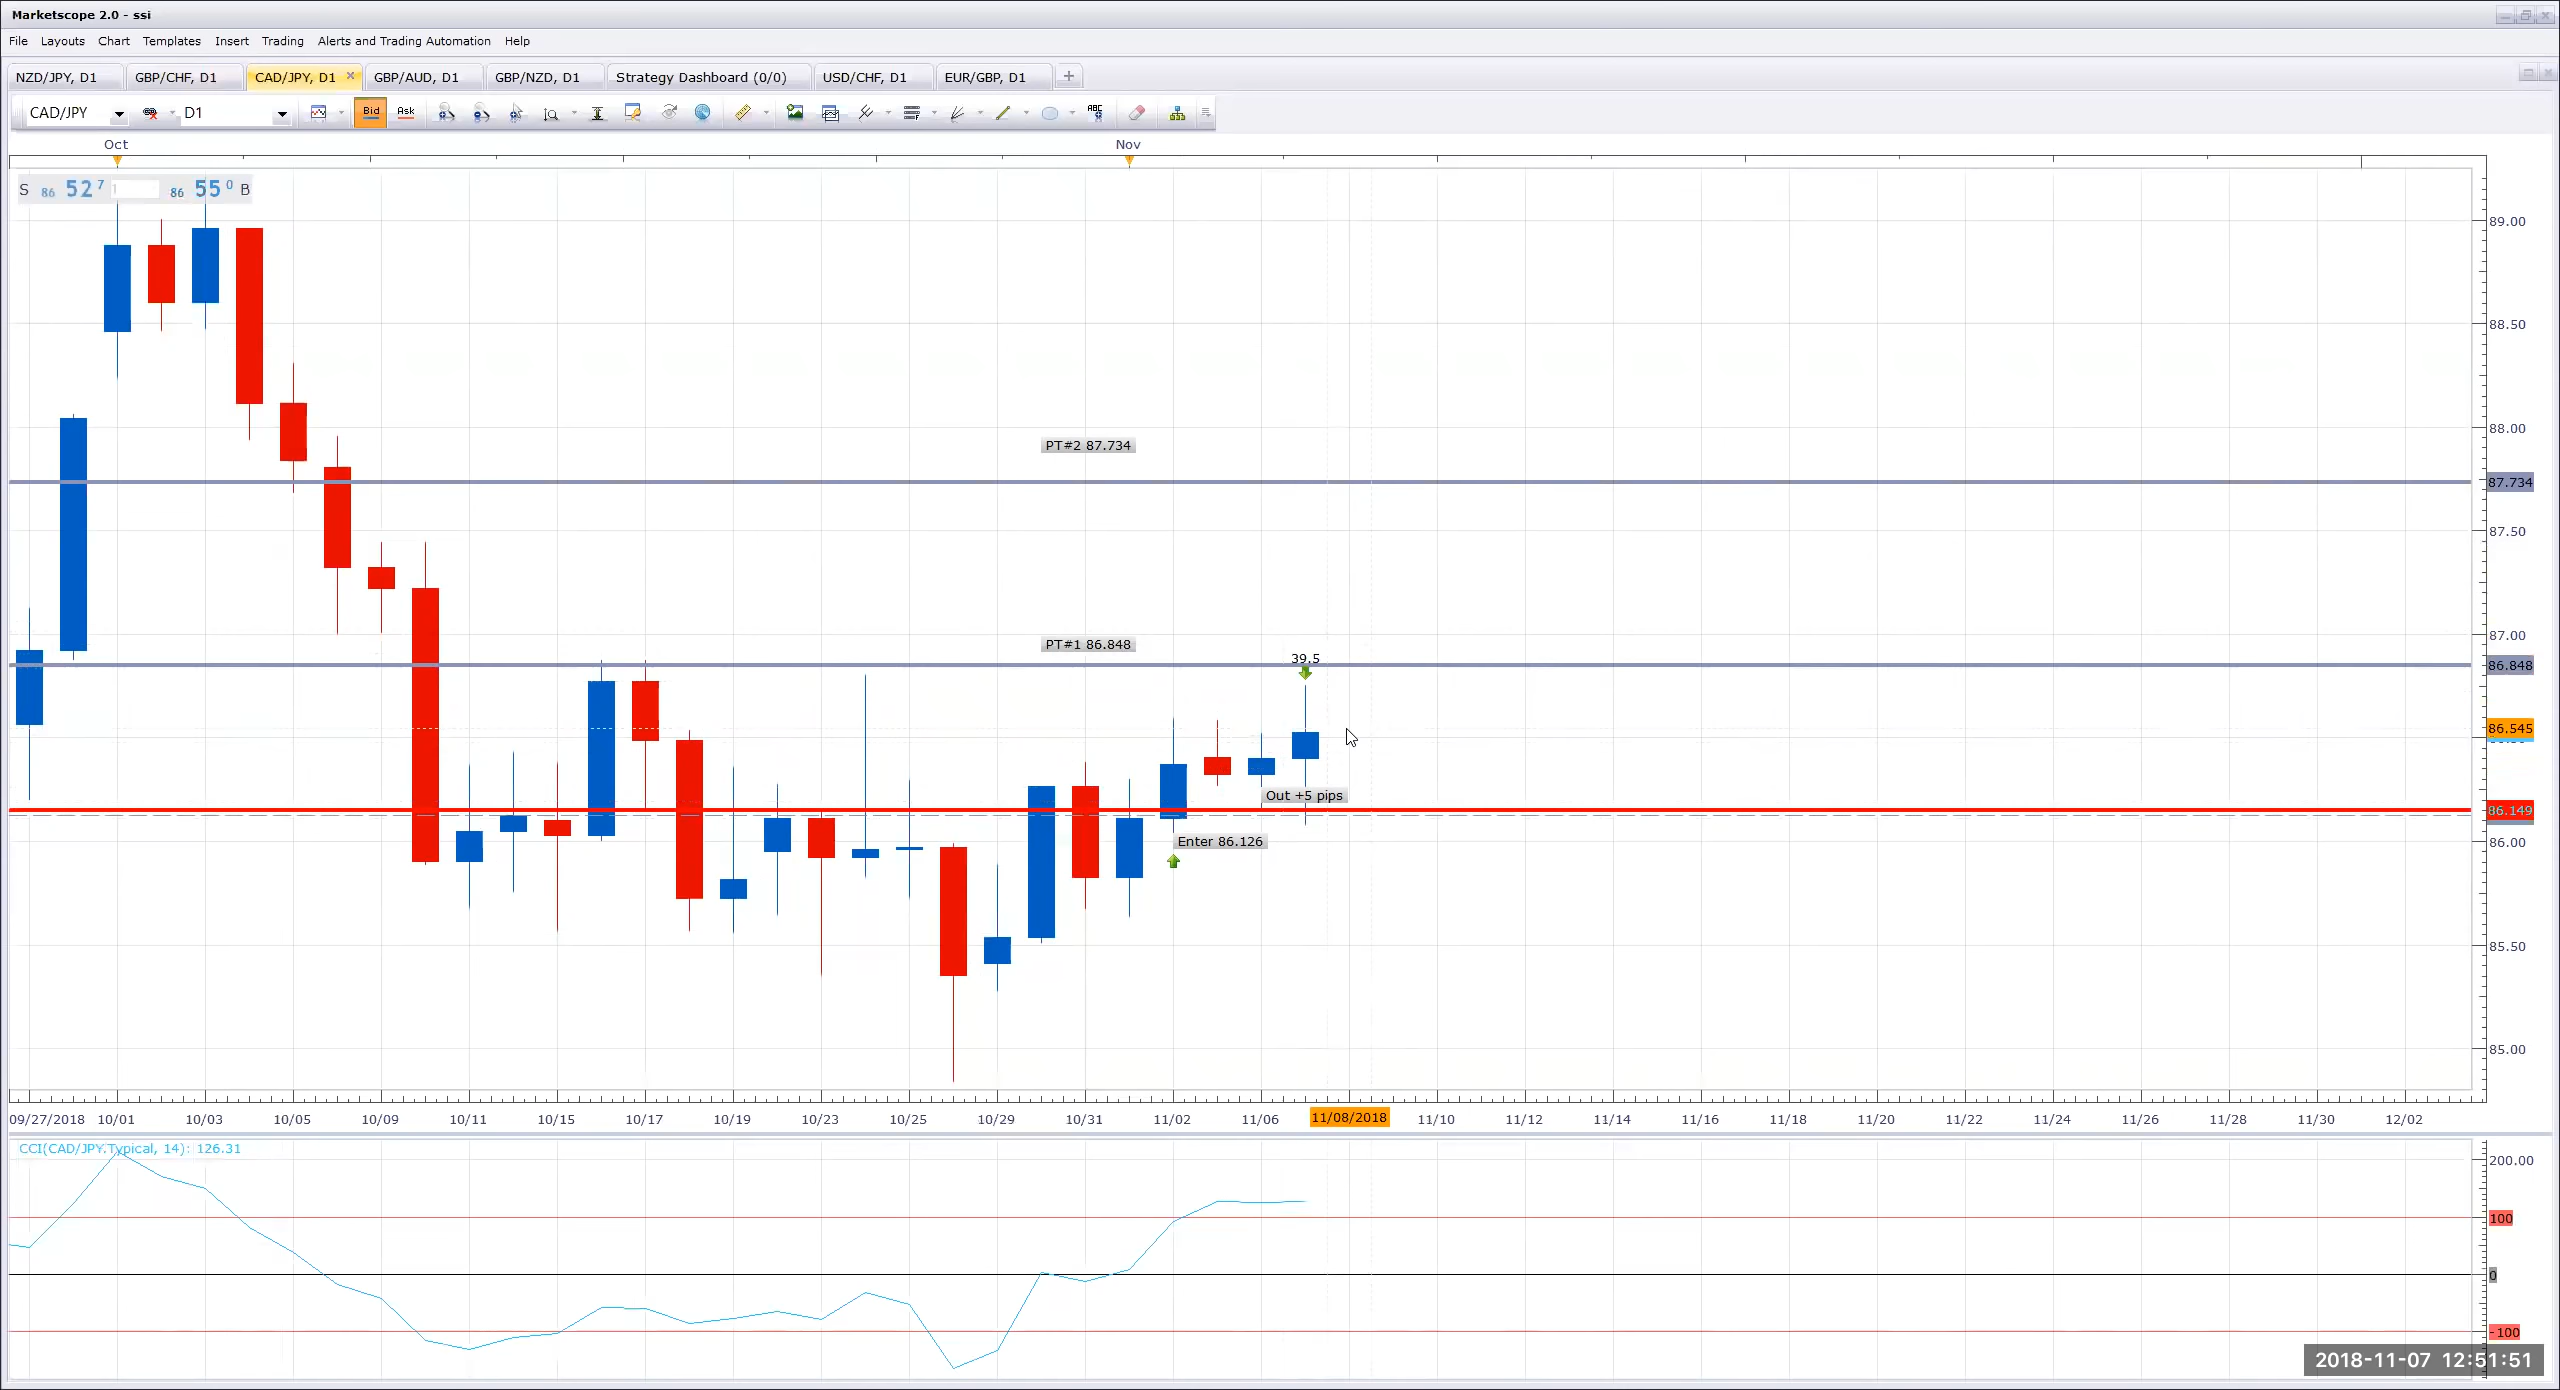 Marketscope 2.0 - ssi
File Layouts Chart Templates Insert Trading Alerts and Trading Automation Help
NZD/JPY, D1 GBP/CHF, D1 CAD/JPY, D1 GBP/AUD, D1 GBP/NZD, D1 Strategy Dashboard (0/0) USD/CHF, D1 EUR/GBP, D1
CAD/JPY D1 Bid Ask ABC
Oct Nov
S 86 52 7 1 86 55 0 B
89.00
88.50
88.00
PT#2 87.734
87.734
87.50
87.00
PT#1 86.848
39.5
86.848
86.545
Out +5 pips
86.149
Enter 86.126
86.00
85.50
85.00
09/27/2018 10/01 10/03 10/05 10/09 10/11 10/15 10/17 10/19 10/23 10/25 10/29 10/31 11/02 11/06 11/08/2018 11/10 11/12 11/14 11/16 11/18 11/20 11/22 11/24 11/26 11/28 11/30 12/02
CCI(CAD/JPY.Typical, 14): 126.31
200.00
100
0
-100
2018-11-07 12:51:51